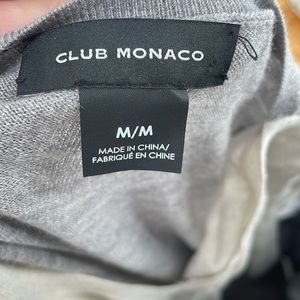 CLUB MONACO
M/M
MADE IN CHINA/
FABRIQUÉ EN CHINE